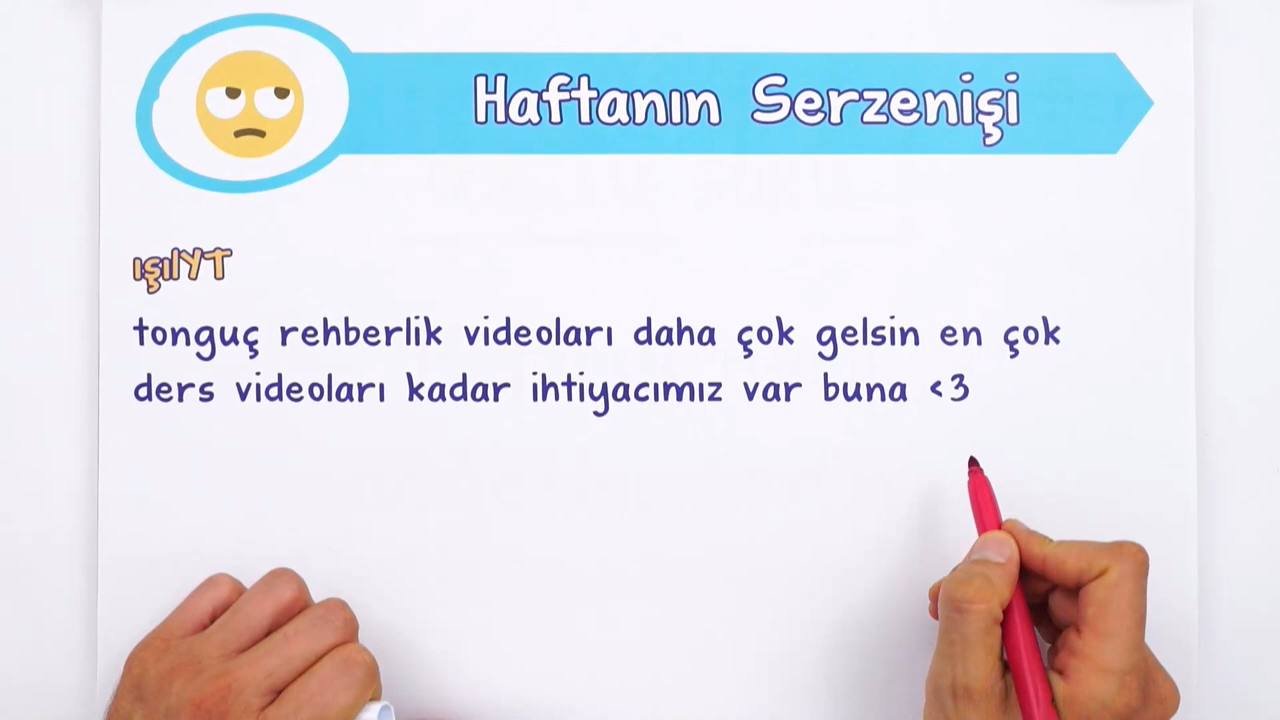 Haftanın Serzenişi
ışılYT
tonguç rehberlik videoları daha çok gelsin en çok
ders videoları kadar ihtiyacımız var buna <3